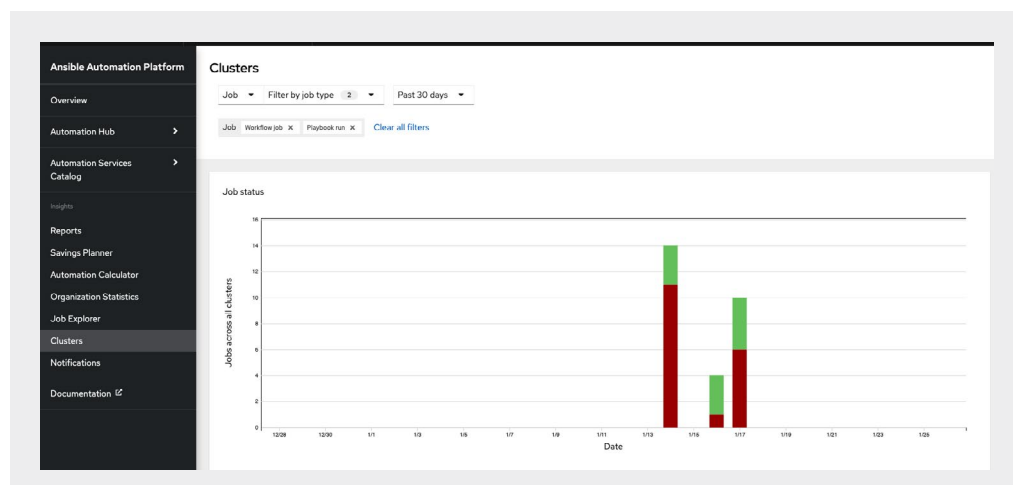 Ansible Automation Platform
Overview
Automation Hub
Automation Services
Catalog
Insights
Reports
Savings Planner
Automation Calculator
Organization Statistics
Job Explorer
Clusters
Notifications
Documentation
Clusters
Job Filter by job type 2 Past 30 days
Job Workflow job x Playbook run x Clear all filters
Job status
Jobs across all clusters
16
14
12
10
8
6
4
2
0
12/28 12/30 1/1 1/3 1/5 1/7 1/9 1/11 1/13 1/15 1/17 1/19 1/21 1/23 1/25
Date